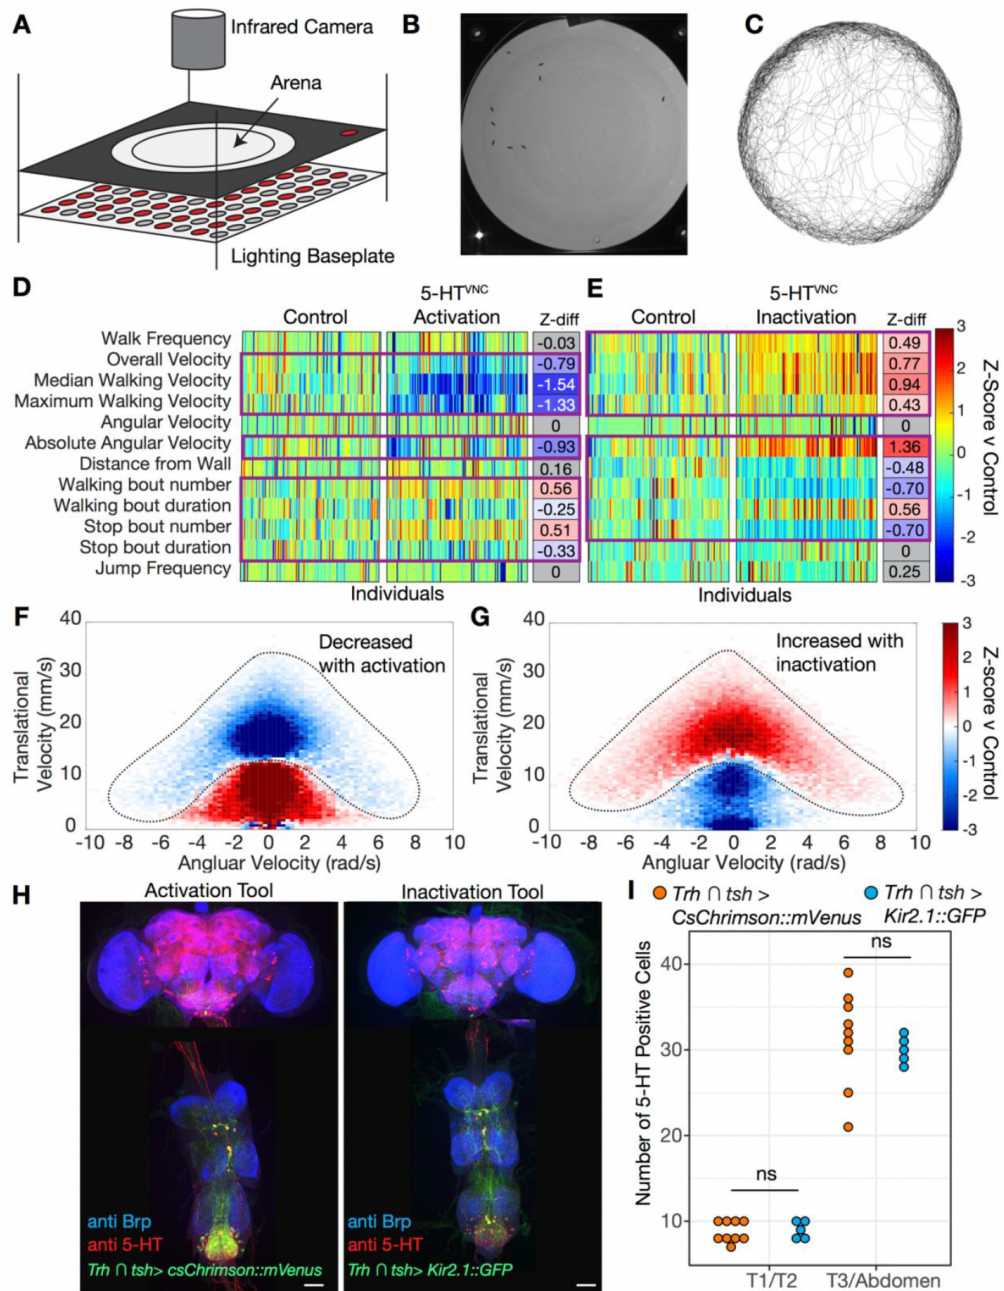 A
Infrared Camera
Arena
Lighting Baseplate
B
C
D
Control
5-HTVNC
Activation
Z-diff
Walk Frequency
-0.03
Overall Velocity
-0.79
Median Walking Velocity
-1.54
Maximum Walking Velocity
-1.33
Angular Velocity
0
Absolute Angular Velocity
-0.93
Distance from Wall
0.16
Walking bout number
0.56
Walking bout duration
-0.25
Stop bout number
0.51
Stop bout duration
-0.33
Jump Frequency
0
Individuals
E
Control
5-HTVNC
Inactivation
Z-diff
0.49
0.77
0.94
0.43
0
1.36
-0.48
-0.70
0.56
-0.70
0
0.25
Individuals
3
2
1
0
-1
-2
-3
Z-Score v Control
F
Decreased
with activation
Translational
Velocity (mm/s)
40
30
20
10
0
-10 -8 -6 -4 -2 0 2 4 6 8 10
Angluar Velocity (rad/s)
G
Increased with
inactivation
Translational
Velocity (mm/s)
40
30
20
10
0
-10 -8 -6 -4 -2 0 2 4 6 8 10
Angluar Velocity (rad/s)
3
2
1
0
-1
-2
-3
Z-score v Control
H
Activation Tool
anti Brp
anti 5-HT
Trh ∩ tsh> csChrimson::mVenus
Inactivation Tool
anti Brp
anti 5-HT
Trh ∩ tsh> Kir2.1::GFP
I
Trh ∩ tsh >
CsChrimson::mVenus
Trh ∩ tsh >
Kir2.1::GFP
Number of 5-HT Positive Cells
40
30
20
10
ns
ns
T1/T2
T3/Abdomen